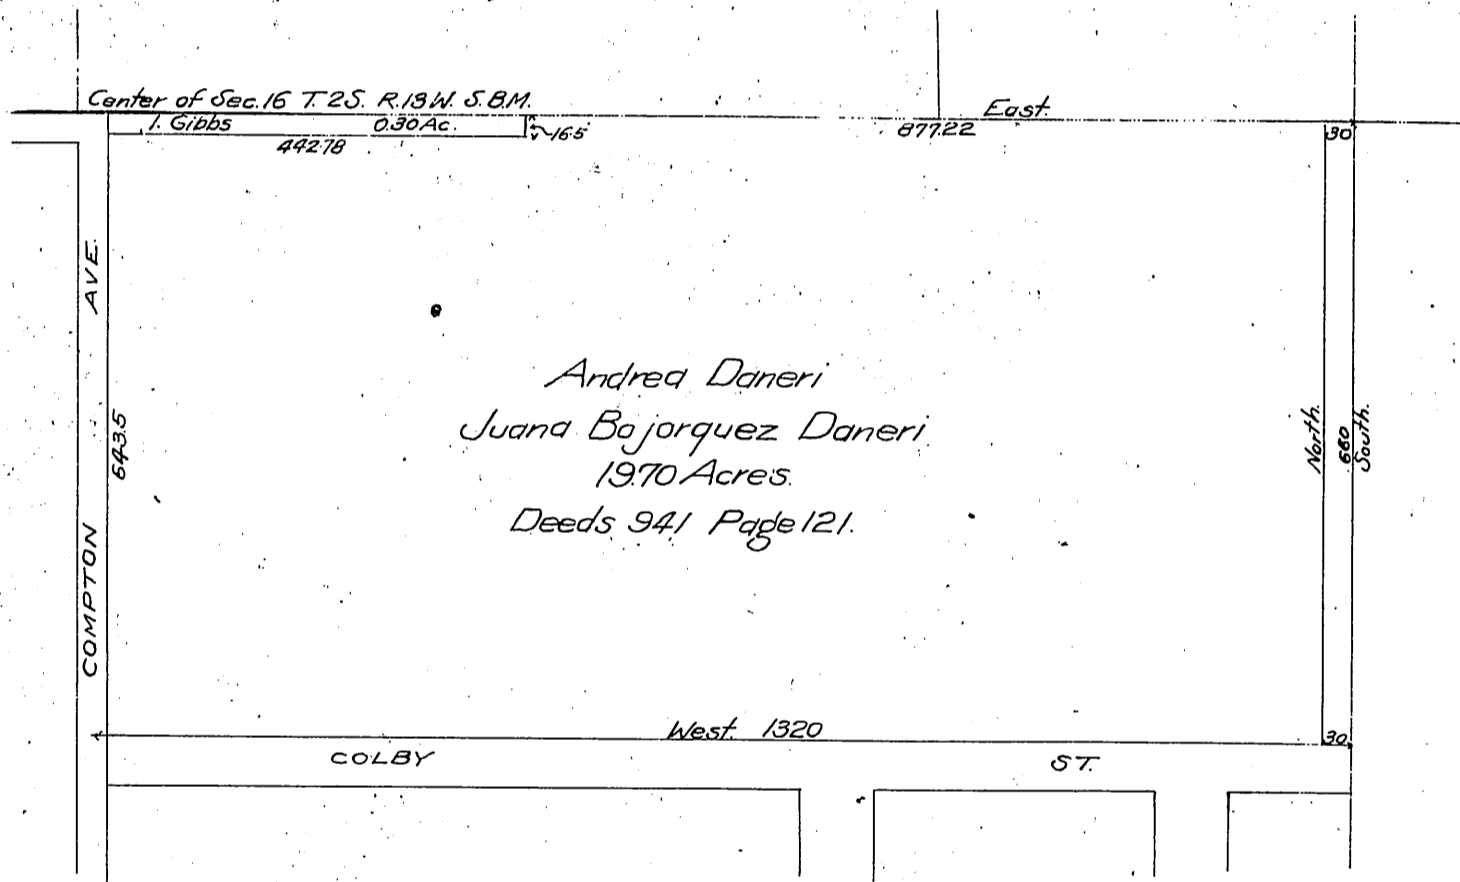 Center of Sec. 16 T. 2S. R. 13W. S.B.M.
East.
I. Gibbs 0.30 Ac. 16.5
442.78
877.22
30
AVE.
COMPTON
643.5
Andrea Daneri
Juana Bojorquez Daneri
19.70 Acres.
Deeds 941 Page 121.
North.
660
South.
West. 1320
30
COLBY ST.